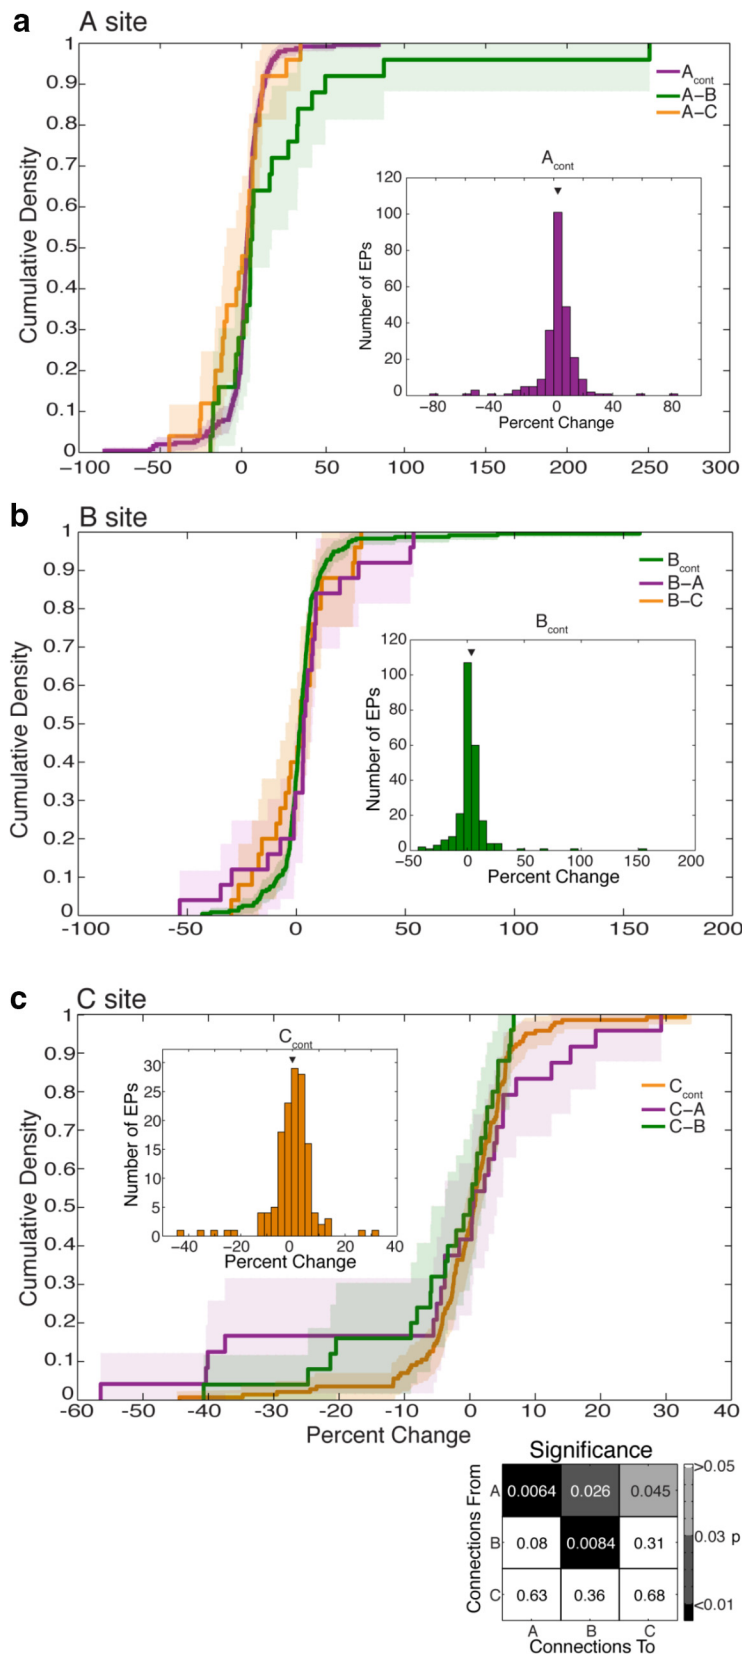 a A site
1
0.9
0.8
0.7
0.6
0.5
0.4
0.3
0.2
0.1
0
Cumulative Density
−100 −50 0 50 100 150 200 250 300
Acont
A−B
A−C
Acont
120
100
80
60
40
20
0
Number of EPs
−80 −40 0 40 80
Percent Change
b B site
1
0.9
0.8
0.7
0.6
0.5
0.4
0.3
0.2
0.1
0
Cumulative Density
-100 -50 0 50 100 150 200
Bcont
B−A
B−C
Bcont
120
100
80
60
40
20
0
Number of EPs
−50 0 50 100 150 200
Percent Change
c C site
1
0.9
0.8
0.7
0.6
0.5
0.4
0.3
0.2
0.1
0
Cumulative Density
-60 -50 -40 -30 -20 -10 0 10 20 30 40
Percent Change
Ccont
C−A
C−B
Ccont
30
25
20
15
10
5
0
Number of EPs
−40 −20 0 20 40
Percent Change
Significance
Connections From
A 0.0064 0.026 0.045
B 0.08 0.0084 0.31
C 0.63 0.36 0.68
A B C
Connections To
>0.05
0.03 p
<0.01